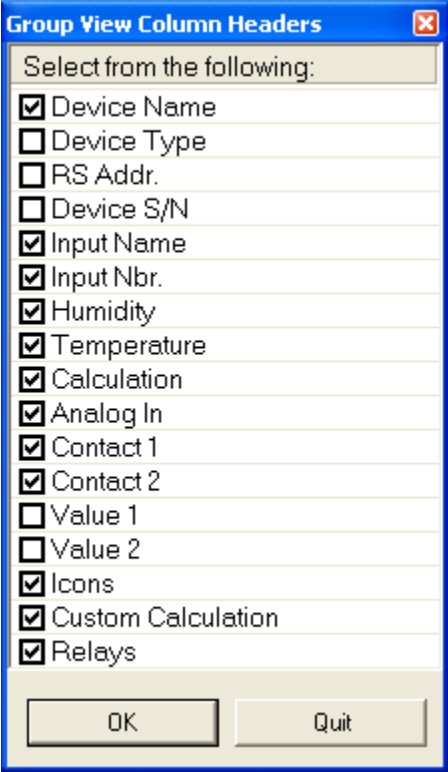 Group View Column Headers
Select from the following:
Device Name
Device Type
RS Addr.
Device S/N
Input Name
Input Nbr.
Humidity
Temperature
Calculation
Analog In
Contact 1
Contact 2
Value 1
Value 2
Icons
Custom Calculation
Relays
OK
Quit